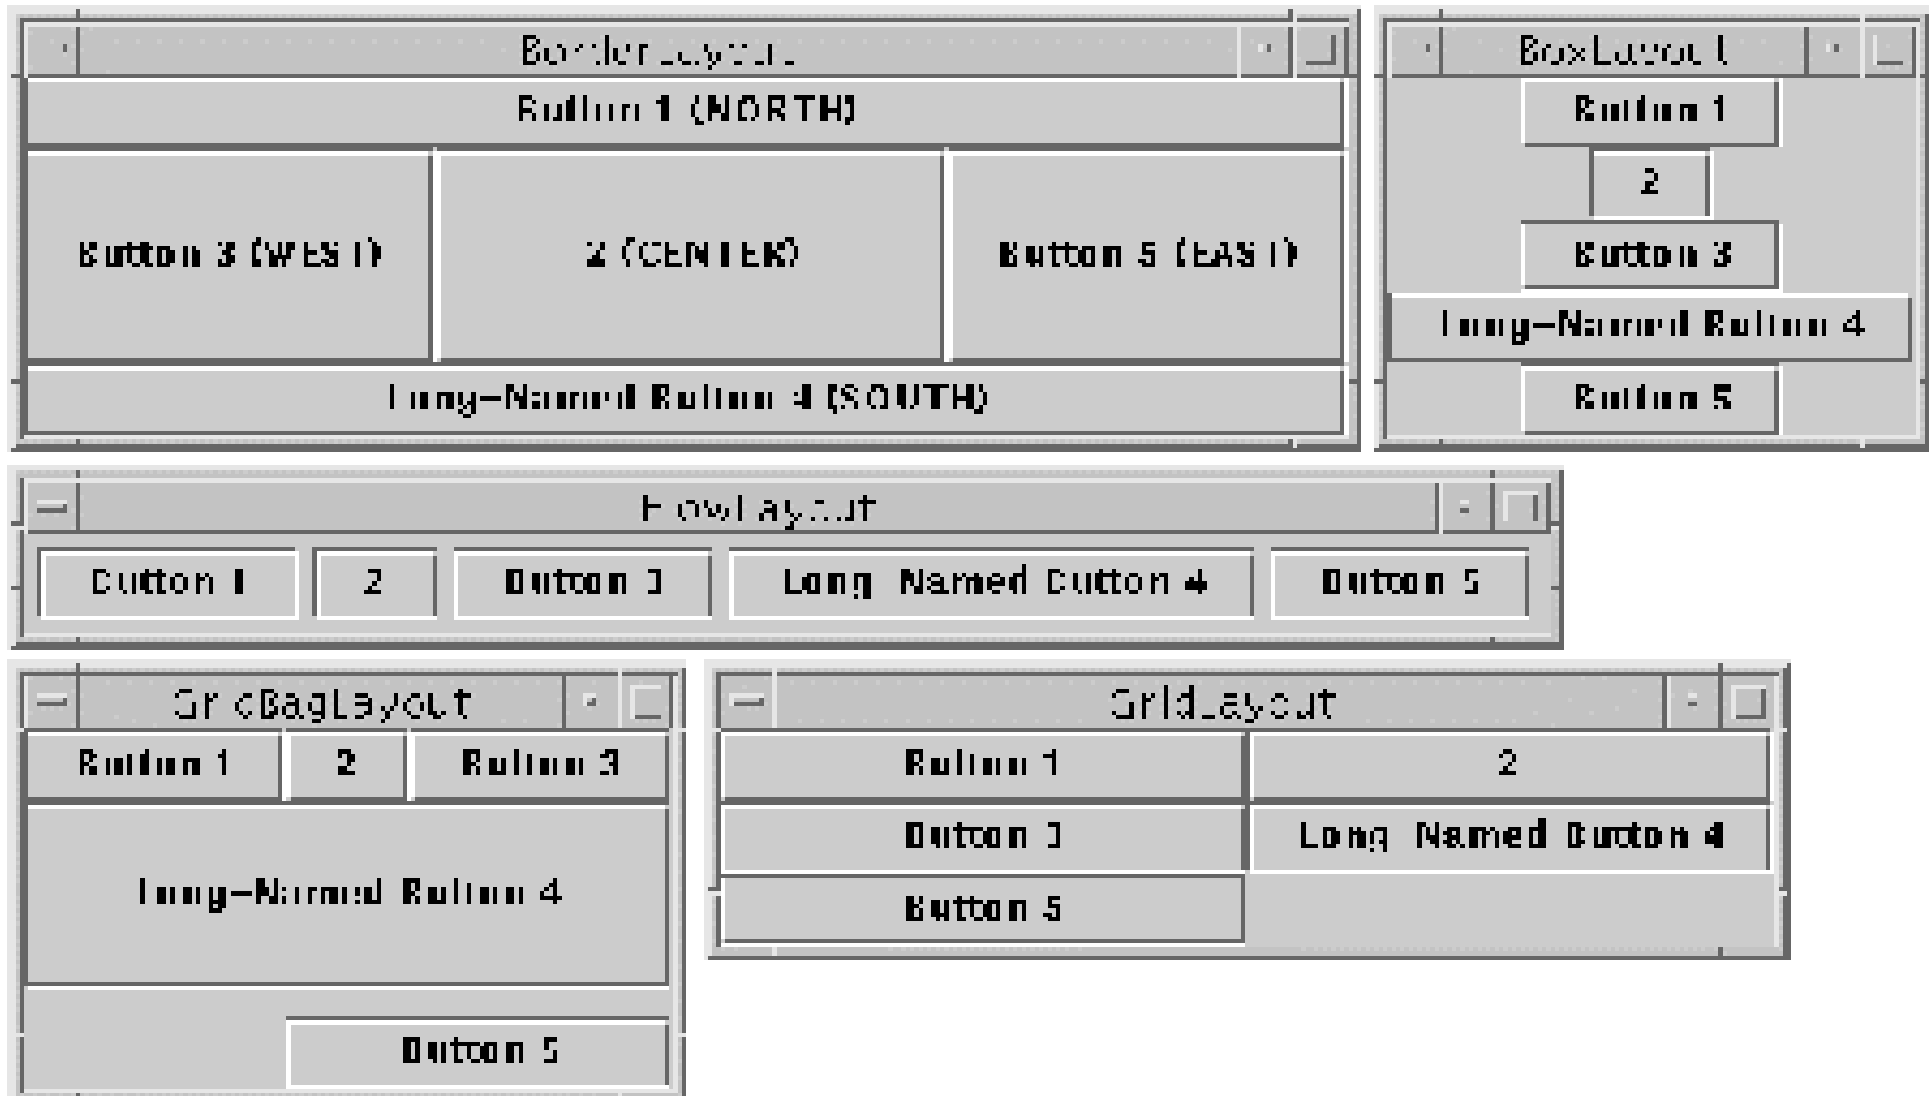 BorderLayout
Button 1 (NORTH)
Button 3 (WEST)
2 (CENTER)
Button 5 (EAST)
Long-Named Button 4 (SOUTH)
BoxLayout
Button 1
2
Button 3
Long-Named Button 4
Button 5
FlowLayout
Button 1
2
Button 3
Long-Named Button 4
Button 5
GridBagLayout
Button 1
2
Button 3
Long-Named Button 4
Button 5
GridLayout
Button 1
2
Button 3
Long-Named Button 4
Button 5